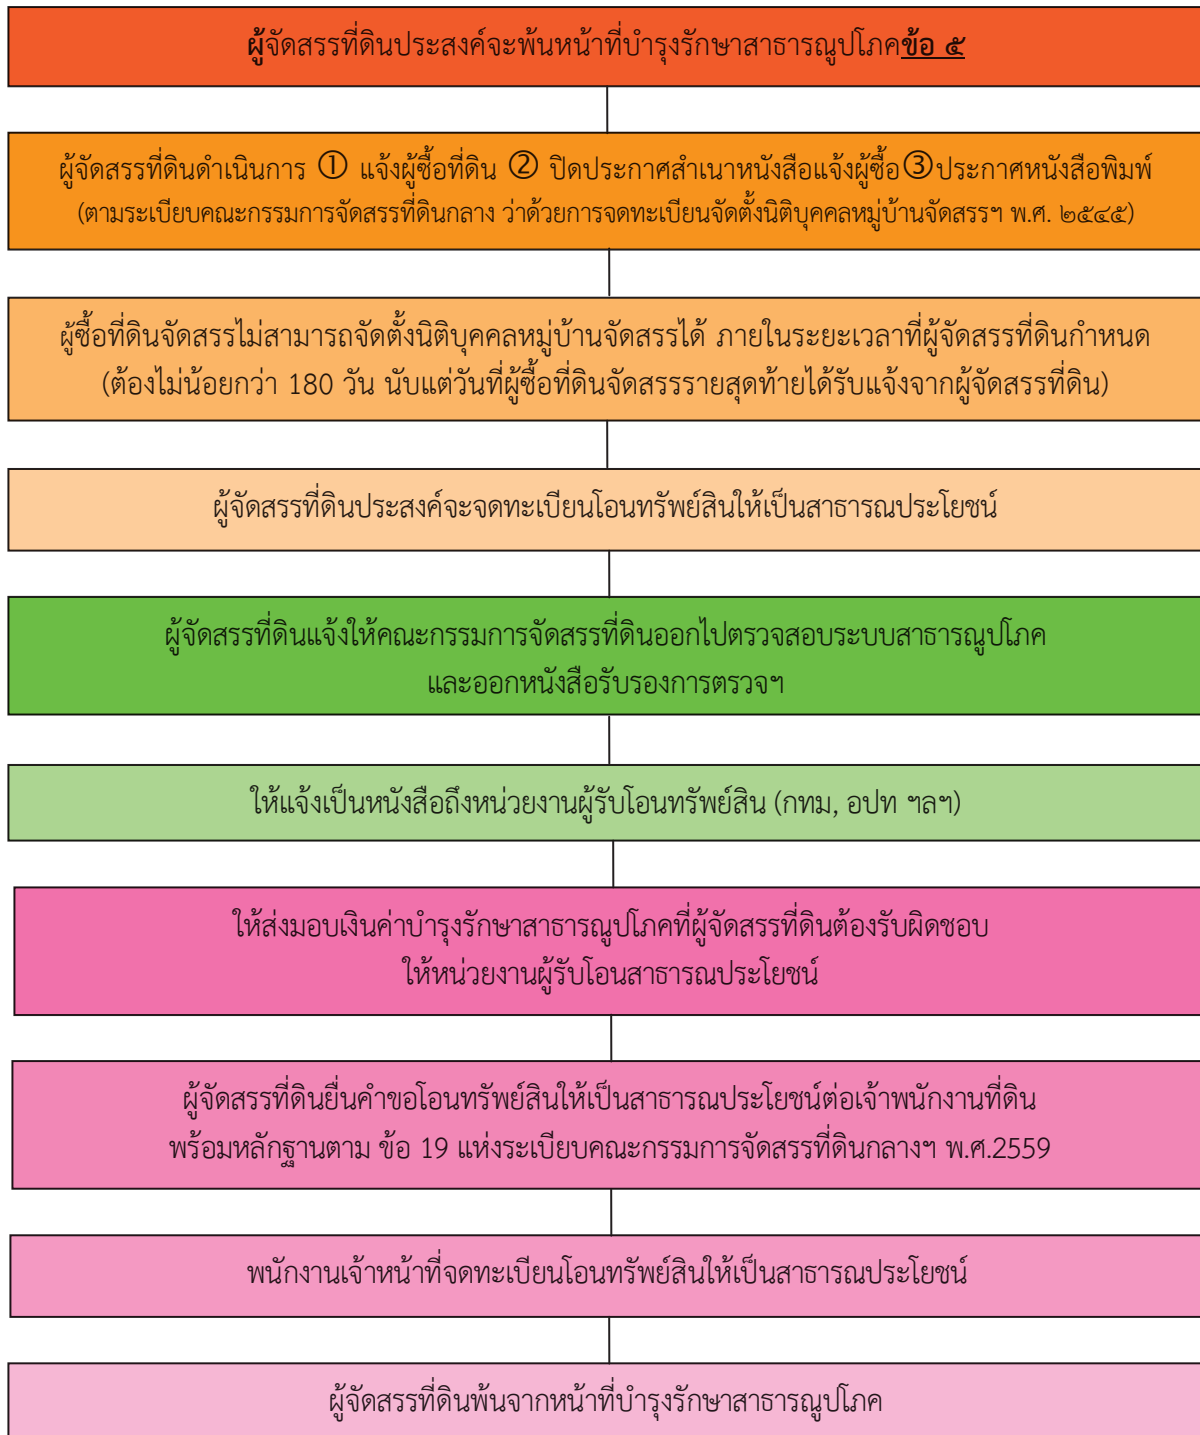 ผู้จัดสรรที่ดินประสงค์จะพ้นหน้าที่บำรุงรักษาสาธารณูปโภคข้อ ๕
ผู้จัดสรรที่ดินดำเนินการ ① แจ้งผู้ซื้อที่ดิน ② ปิดประกาศสำเนาหนังสือแจ้งผู้ซื้อ ③ประกาศหนังสือพิมพ์
(ตามระเบียบคณะกรรมการจัดสรรที่ดินกลาง ว่าด้วยการจดทะเบียนจัดตั้งนิติบุคคลหมู่บ้านจัดสรรฯ พ.ศ. ๒๕๔๕)
ผู้ซื้อที่ดินจัดสรรไม่สามารถจัดตั้งนิติบุคคลหมู่บ้านจัดสรรได้ ภายในระยะเวลาที่ผู้จัดสรรที่ดินกำหนด
(ต้องไม่น้อยกว่า 180 วัน นับแต่วันที่ผู้ซื้อที่ดินจัดสรรรายสุดท้ายได้รับแจ้งจากผู้จัดสรรที่ดิน)
ผู้จัดสรรที่ดินประสงค์จะจดทะเบียนโอนทรัพย์สินให้เป็นสาธารณประโยชน์
ผู้จัดสรรที่ดินแจ้งให้คณะกรรมการจัดสรรที่ดินออกไปตรวจสอบระบบสาธารณูปโภค
และออกหนังสือรับรองการตรวจฯ
ให้แจ้งเป็นหนังสือถึงหน่วยงานผู้รับโอนทรัพย์สิน (กทม, อปท ฯลฯ)
ให้ส่งมอบเงินค่าบำรุงรักษาสาธารณูปโภคที่ผู้จัดสรรที่ดินต้องรับผิดชอบ
ให้หน่วยงานผู้รับโอนสาธารณประโยชน์
ผู้จัดสรรที่ดินยื่นคำขอโอนทรัพย์สินให้เป็นสาธารณประโยชน์ต่อเจ้าพนักงานที่ดิน
พร้อมหลักฐานตาม ข้อ 19 แห่งระเบียบคณะกรรมการจัดสรรที่ดินกลางฯ พ.ศ.2559
พนักงานเจ้าหน้าที่จดทะเบียนโอนทรัพย์สินให้เป็นสาธารณประโยชน์
ผู้จัดสรรที่ดินพ้นจากหน้าที่บำรุงรักษาสาธารณูปโภค